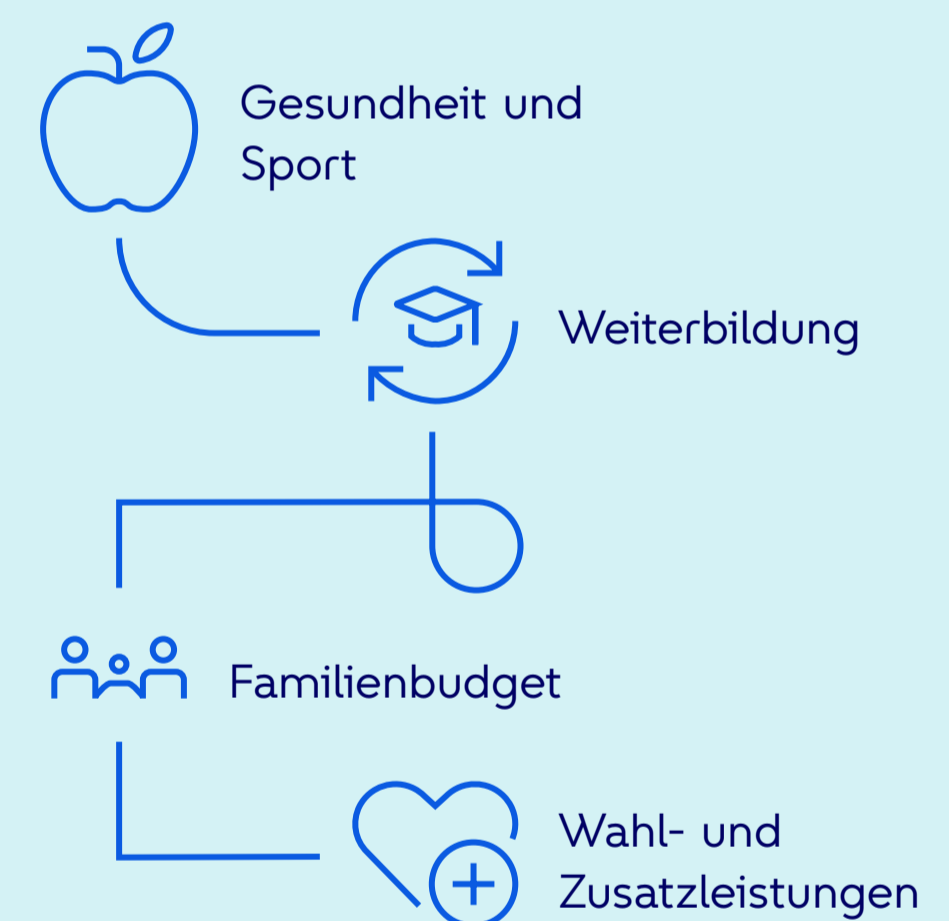 Gesundheit und
Sport
Weiterbildung
Familienbudget
Wahl- und
Zusatzleistungen